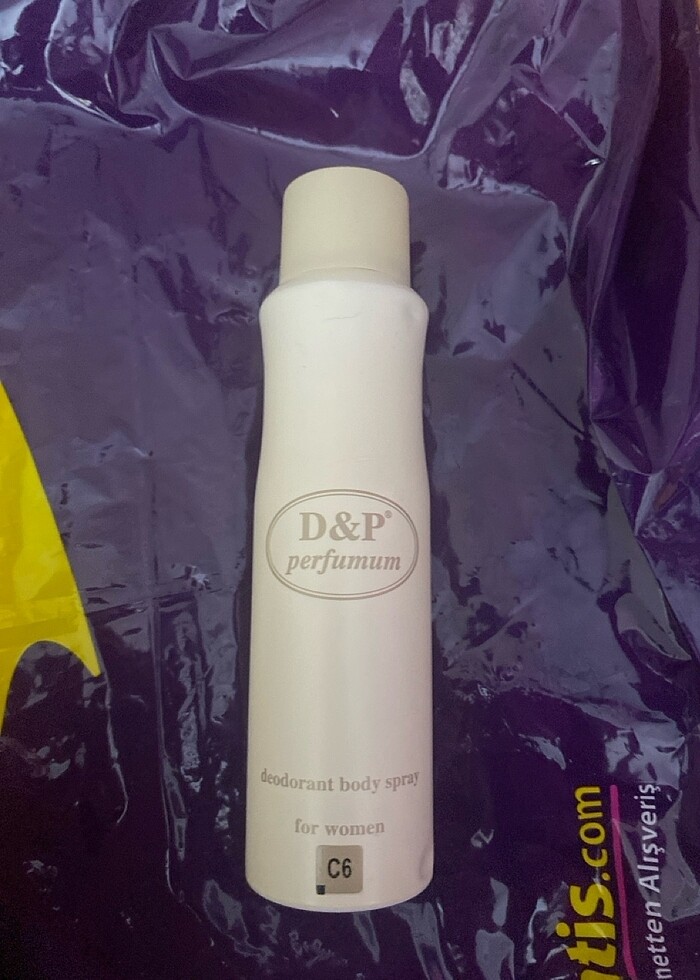 D&P®
perfumum
deodorant body spray
for women
C6
tis.com
netten Alışveriş